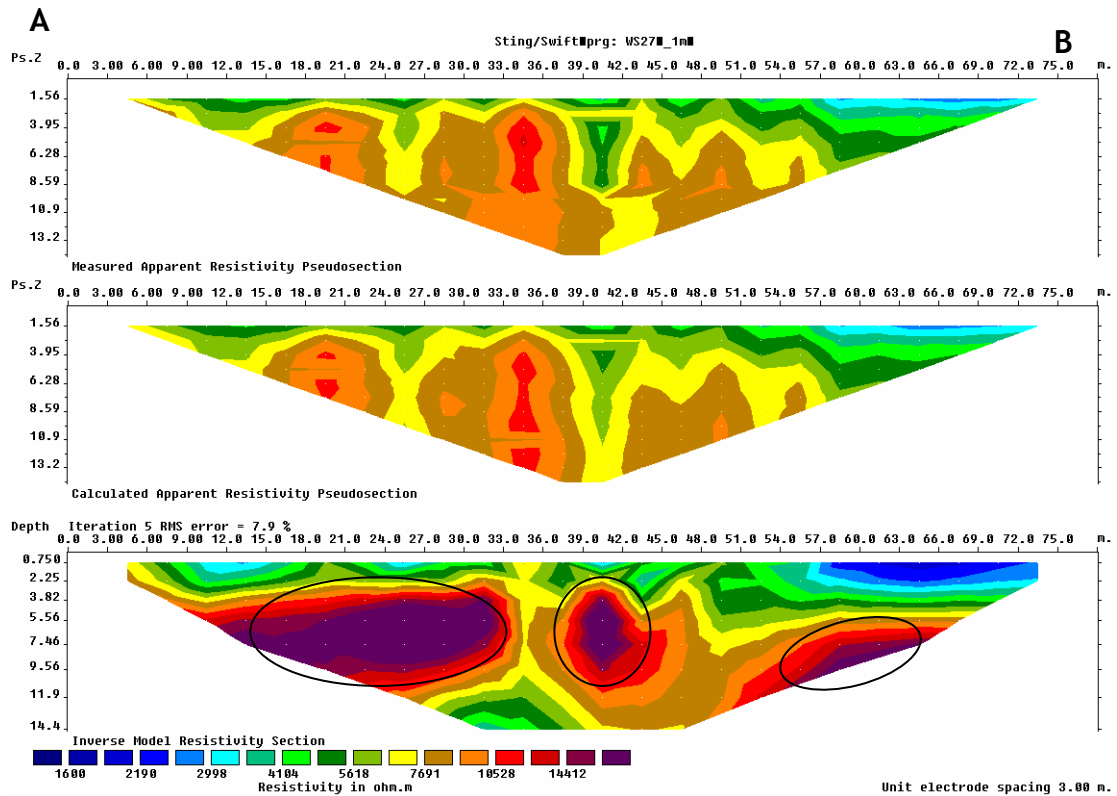 A
B
Sting/Swift■prg: WS27■_1m■
Ps.Z 0.0 3.00 6.00 9.00 12.0 15.0 18.0 21.0 24.0 27.0 30.0 33.0 36.0 39.0 42.0 45.0 48.0 51.0 54.0 57.0 60.0 63.0 66.0 69.0 72.0 75.0 m.
1.56
3.95
6.28
8.59
10.9
13.2
Measured Apparent Resistivity Pseudosection
Ps.Z 0.0 3.00 6.00 9.00 12.0 15.0 18.0 21.0 24.0 27.0 30.0 33.0 36.0 39.0 42.0 45.0 48.0 51.0 54.0 57.0 60.0 63.0 66.0 69.0 72.0 75.0 m.
1.56
3.95
6.28
8.59
10.9
13.2
Calculated Apparent Resistivity Pseudosection
Depth Iteration 5 RMS error = 7.9 %
0.0 3.00 6.00 9.00 12.0 15.0 18.0 21.0 24.0 27.0 30.0 33.0 36.0 39.0 42.0 45.0 48.0 51.0 54.0 57.0 60.0 63.0 66.0 69.0 72.0 75.0 m.
0.750
2.25
3.82
5.56
7.46
9.56
11.9
14.4
Inverse Model Resistivity Section
1600 2190 2998 4104 5618 7691 10528 14412
Resistivity in ohm.m
Unit electrode spacing 3.00 m.